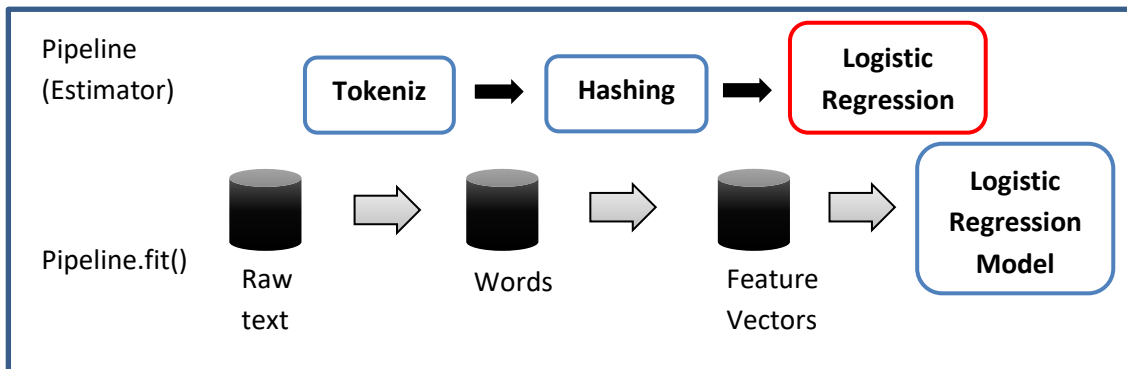 Pipeline
(Estimator)
Tokeniz
Hashing
Logistic
Regression
Pipeline.fit()
Raw
text
Words
Feature
Vectors
Logistic
Regression
Model